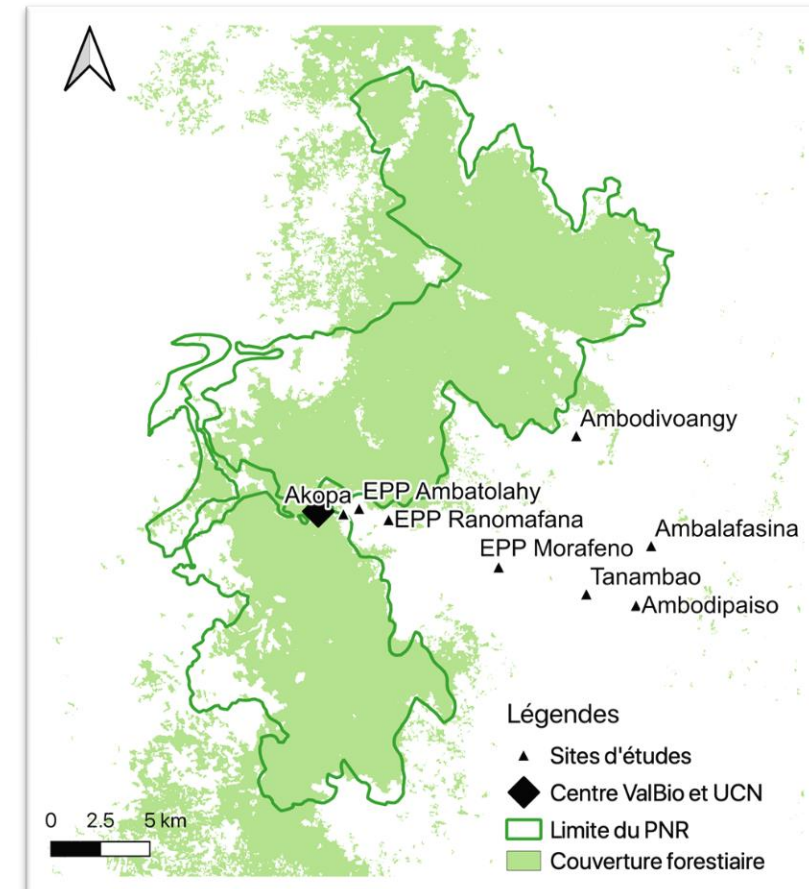 Ambodivoangy
Akopa
EPP Ambatolahy
EPP Ranomafana
EPP Morafeno
Ambalafasina
Tanambao
Ambodipaiso
Légendes
Sites d'études
Centre ValBio et UCN
Limite du PNR
Couverture forestiaire
0 2.5 5 km